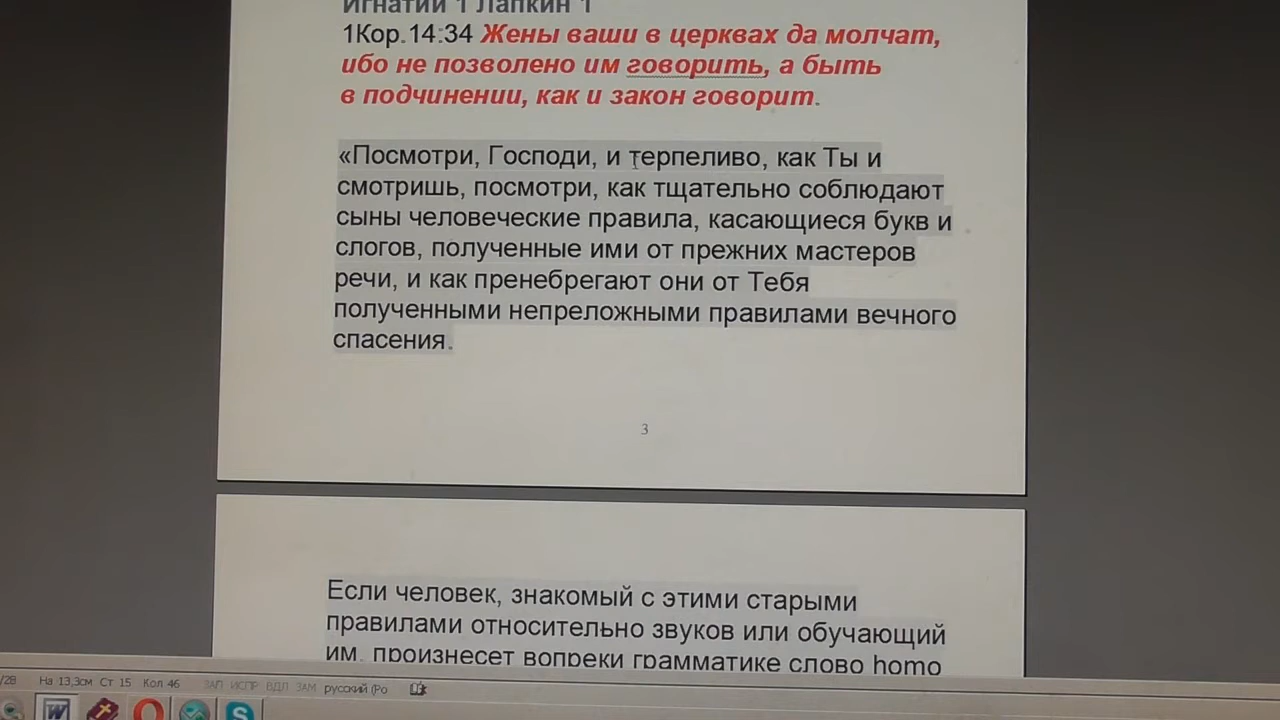 Игнатий 1 Лапкин 1
1Кор.14:34 Жены ваши в церквах да молчат,
ибо не позволено им говорить, а быть
в подчинении, как и закон говорит.
«Посмотри, Господи, и терпеливо, как Ты и
смотришь, посмотри, как тщательно соблюдают
сыны человеческие правила, касающиеся букв и
слогов, полученные ими от прежних мастеров
речи, и как пренебрегают они от Тебя
полученными непреложными правилами вечного
спасения.
3
Если человек, знакомый с этими старыми
правилами относительно звуков или обучающий
им, произнесет вопреки грамматике слово homo
/28 На 13,3см Ст 15 Кол 46 ЗАП ИСПР ВДЛ ЗАМ русский (Ро